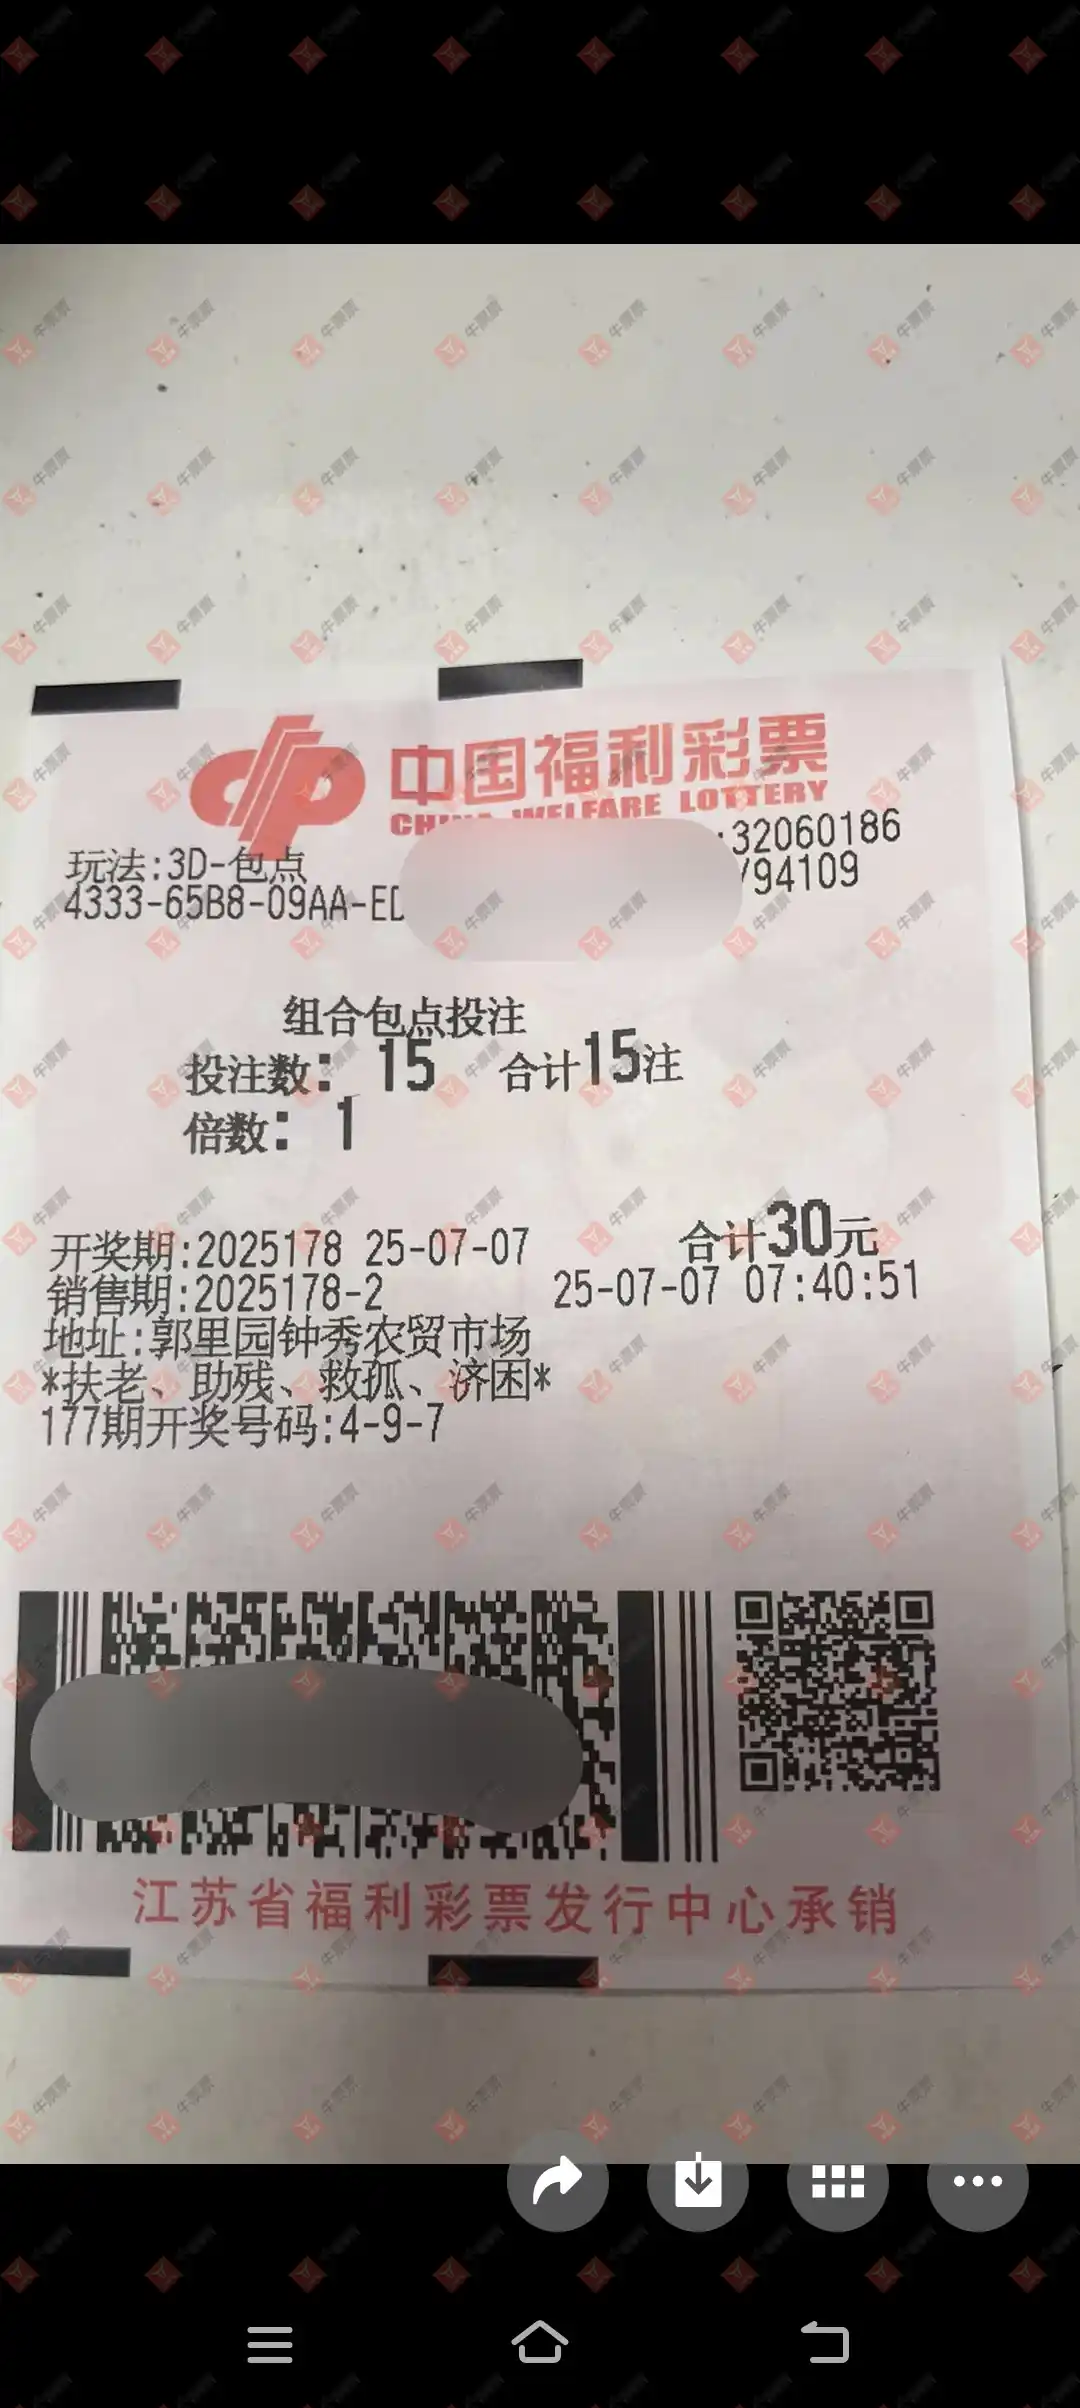 中国福利彩票
CHINA WELFARE LOTTERY
:32060186
玩法:3D-包点
/94109
4333-65B8-09AA-ED
组合包点投注
投注数: 15 合计15注
倍数: 1
合计30元
开奖期:2025178 25-07-07
销售期:2025178-2 25-07-07 07:40:51
地址:郭里园钟秀农贸市场
*扶老、助残、救孤、济困*
177期开奖号码:4-9-7
江苏省福利彩票发行中心承销
牛票票